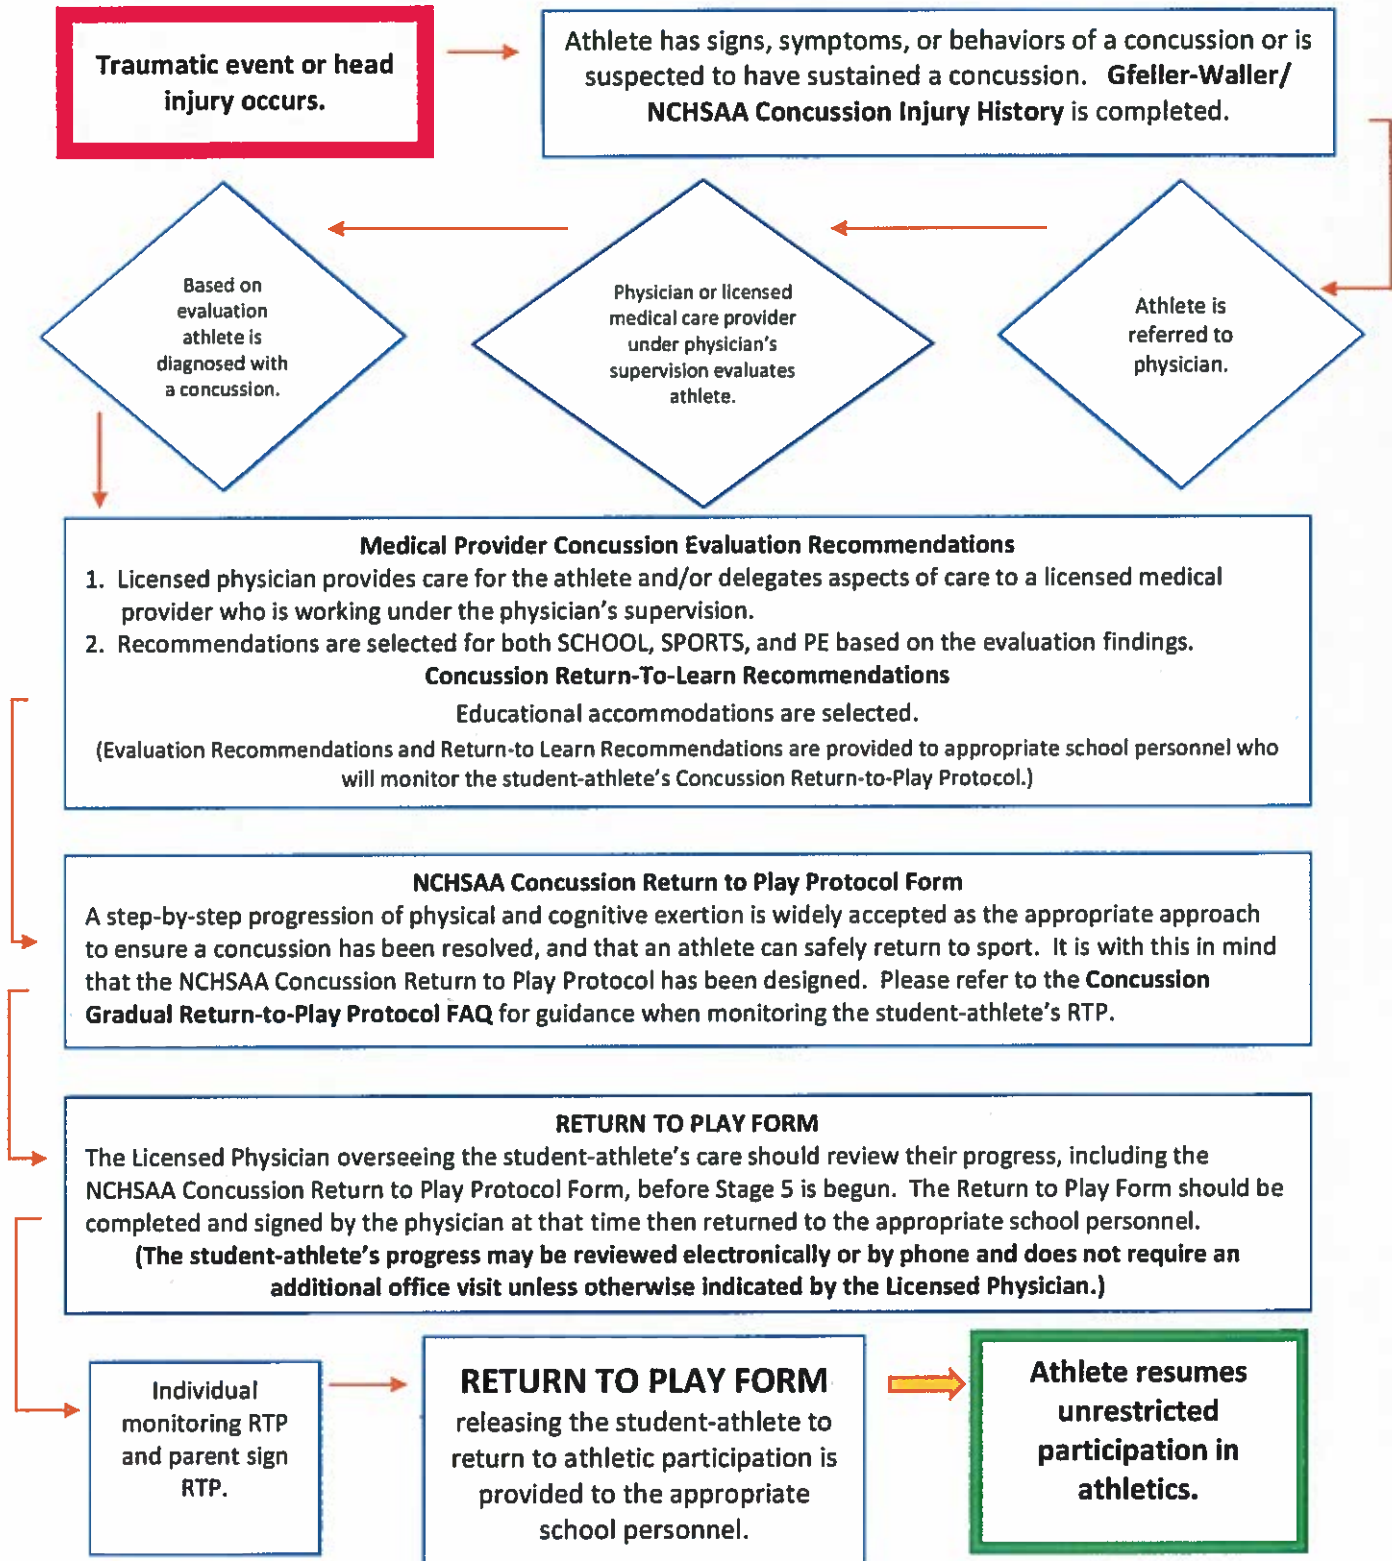 Traumatic event or head
injury occurs.
Athlete has signs, symptoms, or behaviors of a concussion or is
suspected to have sustained a concussion. Gfeller-Waller/
NCHSAA Concussion Injury History is completed.
Athlete is
referred to
physician.
Physician or licensed
medical care provider
under physician's
supervision evaluates
athlete.
Based on
evaluation
athlete is
diagnosed with
a concussion.
Medical Provider Concussion Evaluation Recommendations
1. Licensed physician provides care for the athlete and/or delegates aspects of care to a licensed medical
provider who is working under the physician's supervision.
2. Recommendations are selected for both SCHOOL, SPORTS, and PE based on the evaluation findings.
Concussion Return-To-Learn Recommendations
Educational accommodations are selected.
(Evaluation Recommendations and Return-to Learn Recommendations are provided to appropriate school personnel who
will monitor the student-athlete's Concussion Return-to-Play Protocol.)
NCHSAA Concussion Return to Play Protocol Form
A step-by-step progression of physical and cognitive exertion is widely accepted as the appropriate approach
to ensure a concussion has been resolved, and that an athlete can safely return to sport. It is with this in mind
that the NCHSAA Concussion Return to Play Protocol has been designed. Please refer to the Concussion
Gradual Return-to-Play Protocol FAQ for guidance when monitoring the student-athlete's RTP.
RETURN TO PLAY FORM
The Licensed Physician overseeing the student-athlete's care should review their progress, including the
NCHSAA Concussion Return to Play Protocol Form, before Stage 5 is begun. The Return to Play Form should be
completed and signed by the physician at that time then returned to the appropriate school personnel.
(The student-athlete's progress may be reviewed electronically or by phone and does not require an
additional office visit unless otherwise indicated by the Licensed Physician.)
Individual
monitoring RTP
and parent sign
RTP.
RETURN TO PLAY FORM
releasing the student-athlete to
return to athletic participation is
provided to the appropriate
school personnel.
Athlete resumes
unrestricted
participation in
athletics.